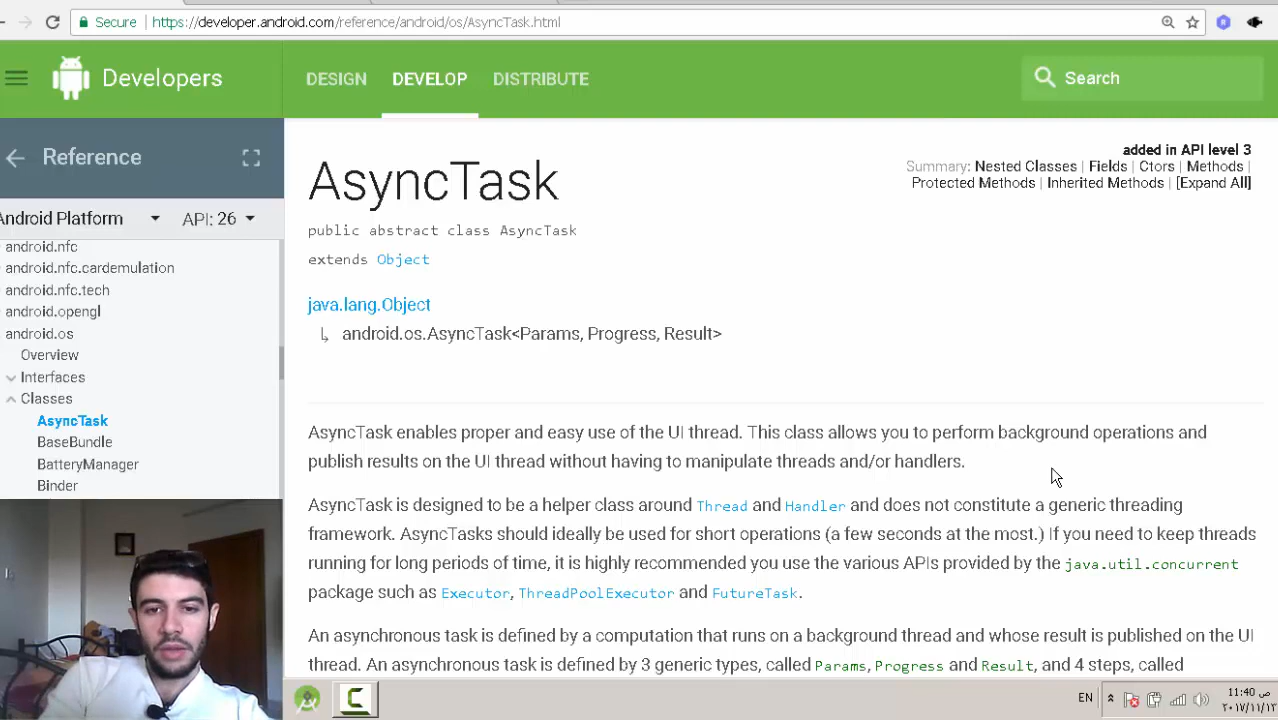 Secure https://developer.android.com/reference/android/os/AsyncTask.html
Developers
DESIGN DEVELOP DISTRIBUTE
Search
Reference
Android Platform
API: 26
android.nfc
android.nfc.cardemulation
android.nfc.tech
android.opengl
android.os
Overview
Interfaces
Classes
AsyncTask
BaseBundle
BatteryManager
Binder
added in API level 3
Summary: Nested Classes | Fields | Ctors | Methods |
Protected Methods | Inherited Methods | [Expand All]
AsyncTask
public abstract class AsyncTask
extends Object
java.lang.Object
↳ android.os.AsyncTask<Params, Progress, Result>
AsyncTask enables proper and easy use of the UI thread. This class allows you to perform background operations and
publish results on the UI thread without having to manipulate threads and/or handlers.
AsyncTask is designed to be a helper class around Thread and Handler and does not constitute a generic threading
framework. AsyncTasks should ideally be used for short operations (a few seconds at the most.) If you need to keep threads
running for long periods of time, it is highly recommended you use the various APIs provided by the java.util.concurrent
package such as Executor, ThreadPoolExecutor and FutureTask.
An asynchronous task is defined by a computation that runs on a background thread and whose result is published on the UI
thread. An asynchronous task is defined by 3 generic types, called Params, Progress and Result, and 4 steps, called
EN
11:40 ص
٢٠١٧/١١/١٢